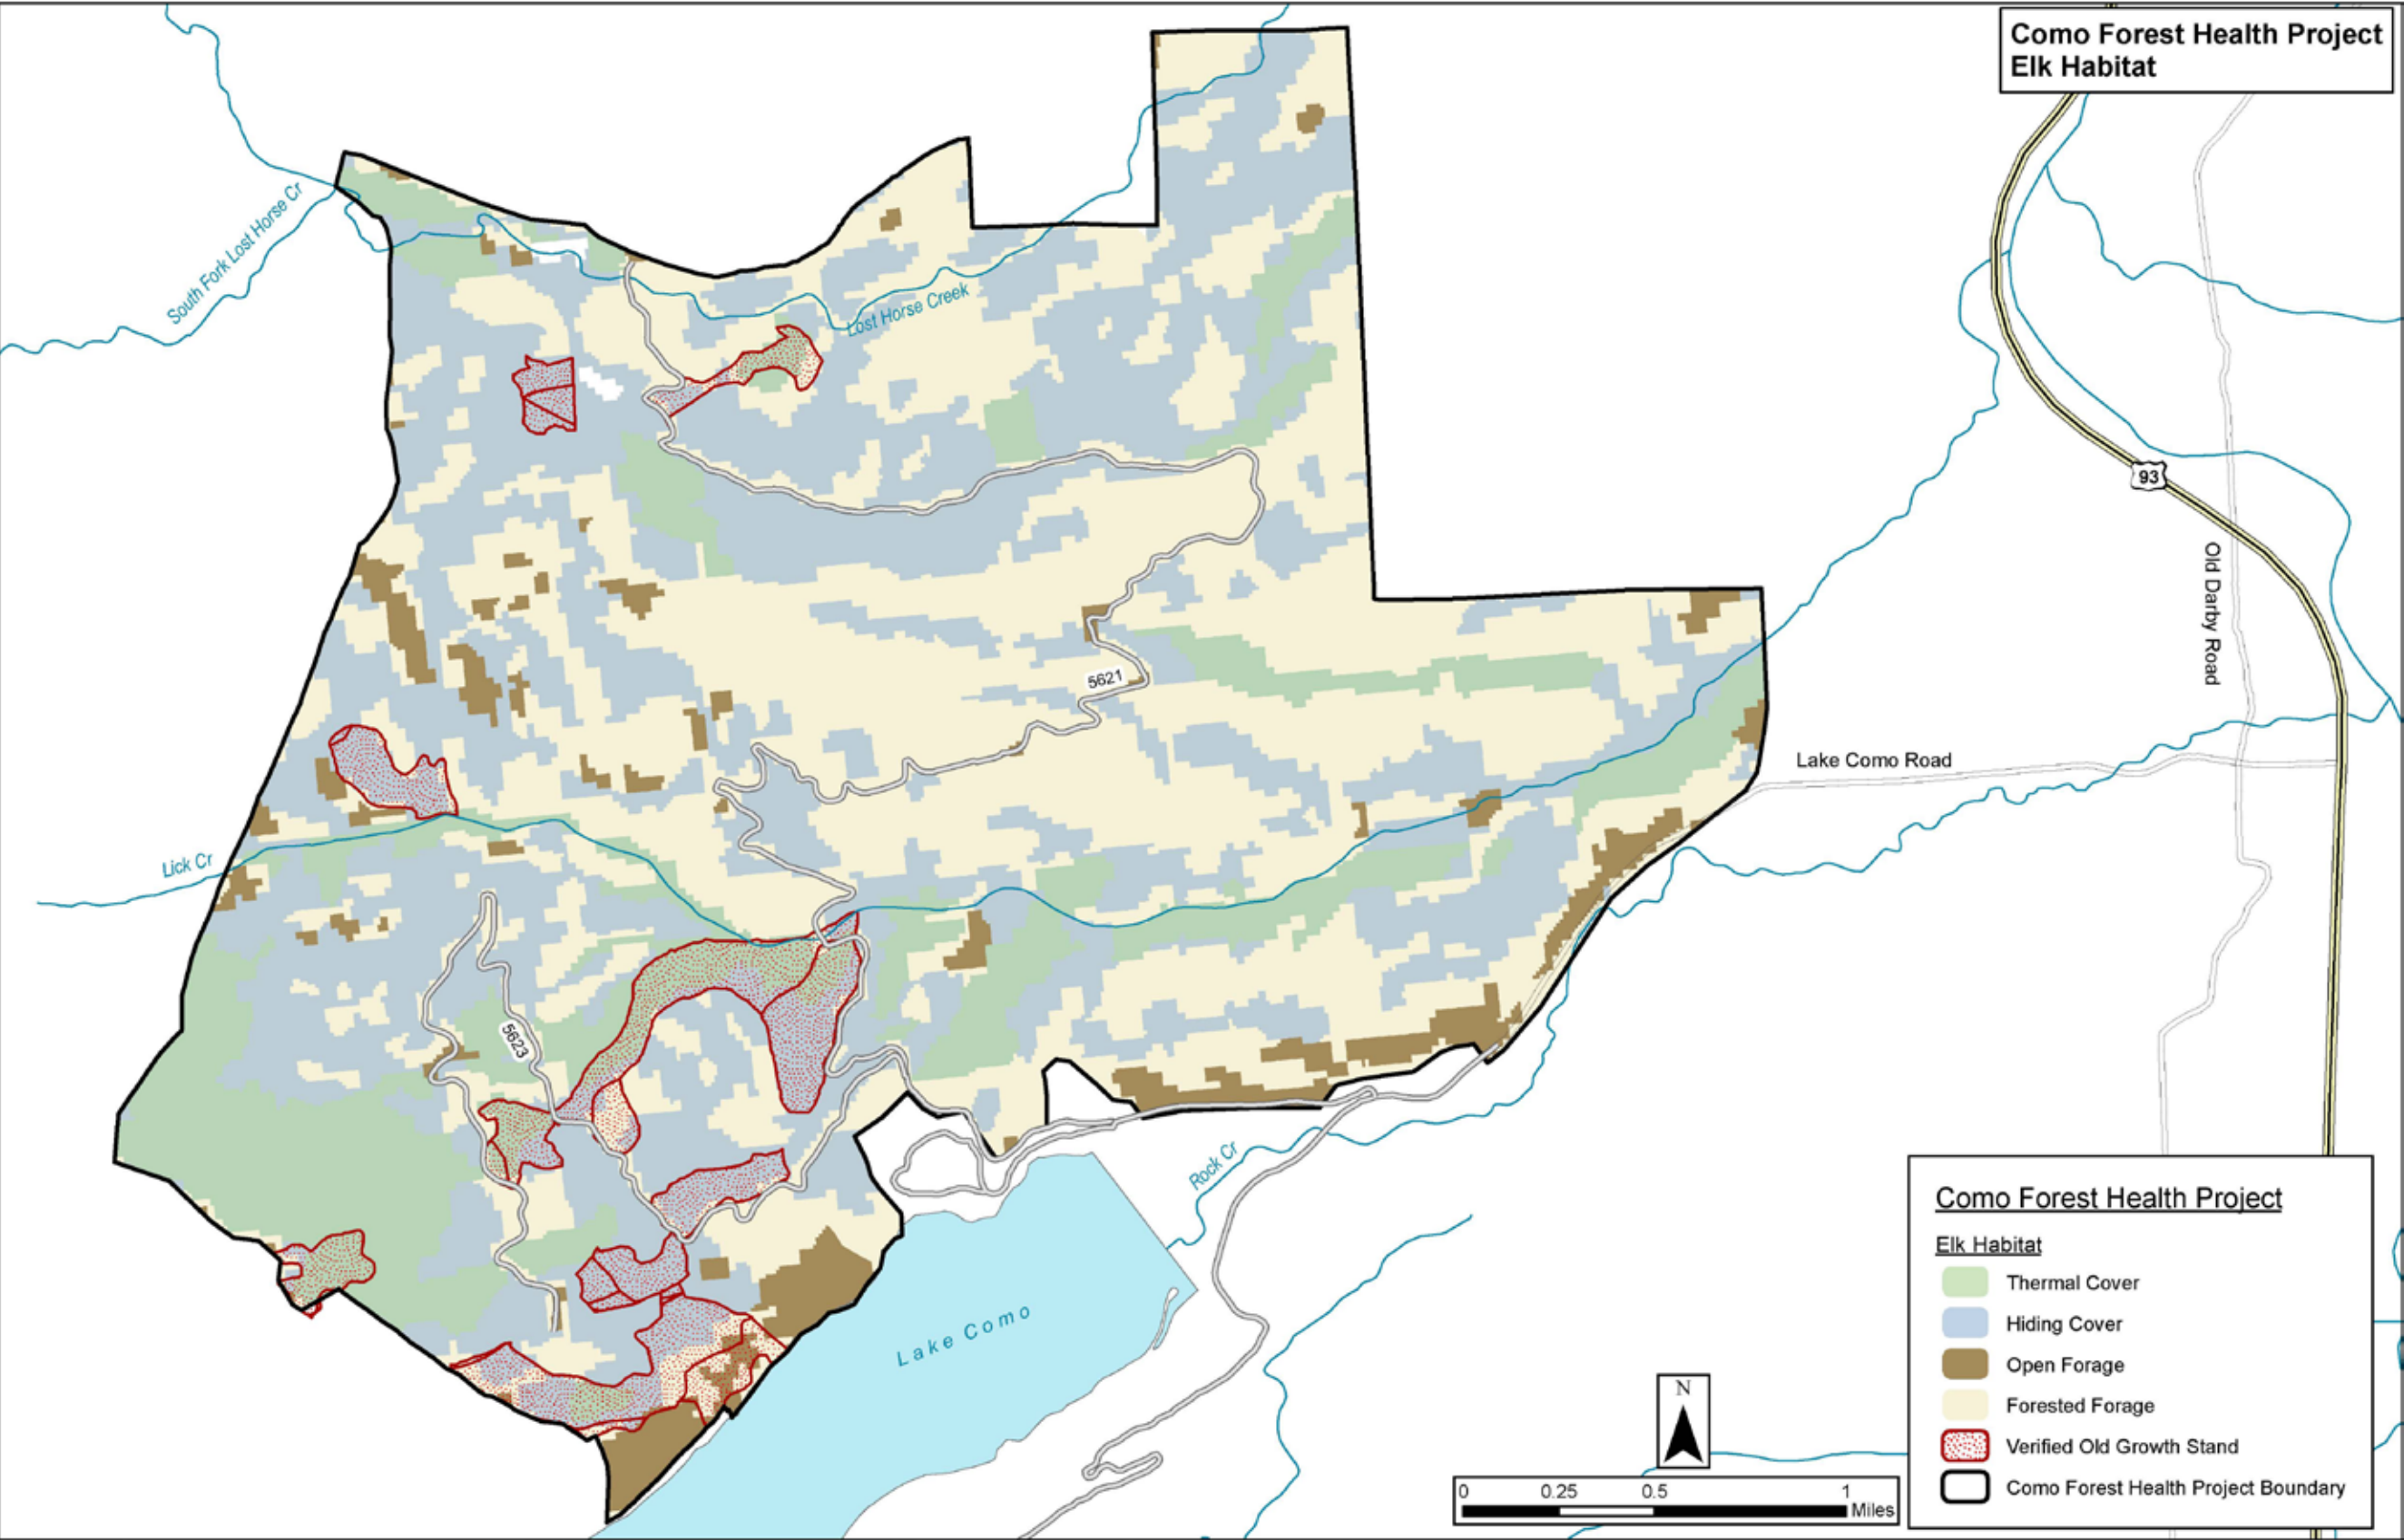 Como Forest Health Project
Elk Habitat
South Fork Lost Horse Cr
Lost Horse Creek
93
Old Darby Road
5621
Lake Como Road
Lick Cr
5623
Rock Cr
Lake Como
Como Forest Health Project
Elk Habitat
Thermal Cover
Hiding Cover
Open Forage
Forested Forage
Verified Old Growth Stand
Como Forest Health Project Boundary
N
0 0.25 0.5 1
Miles